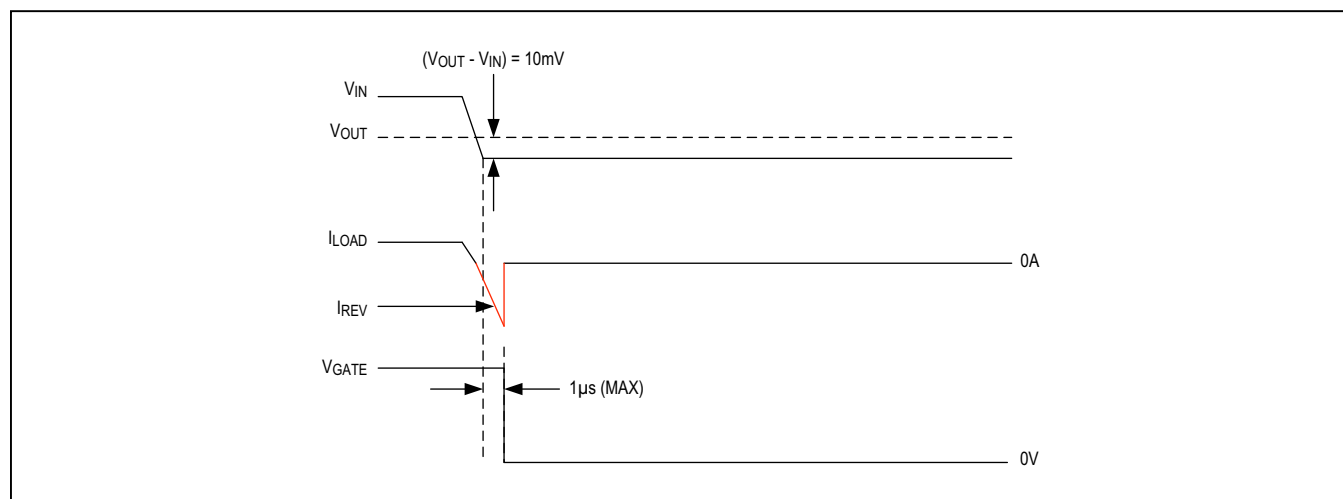 (VOUT - VIN) = 10mV
VIN
VOUT
ILOAD
0A
IREV
VGATE
1µs (MAX)
0V